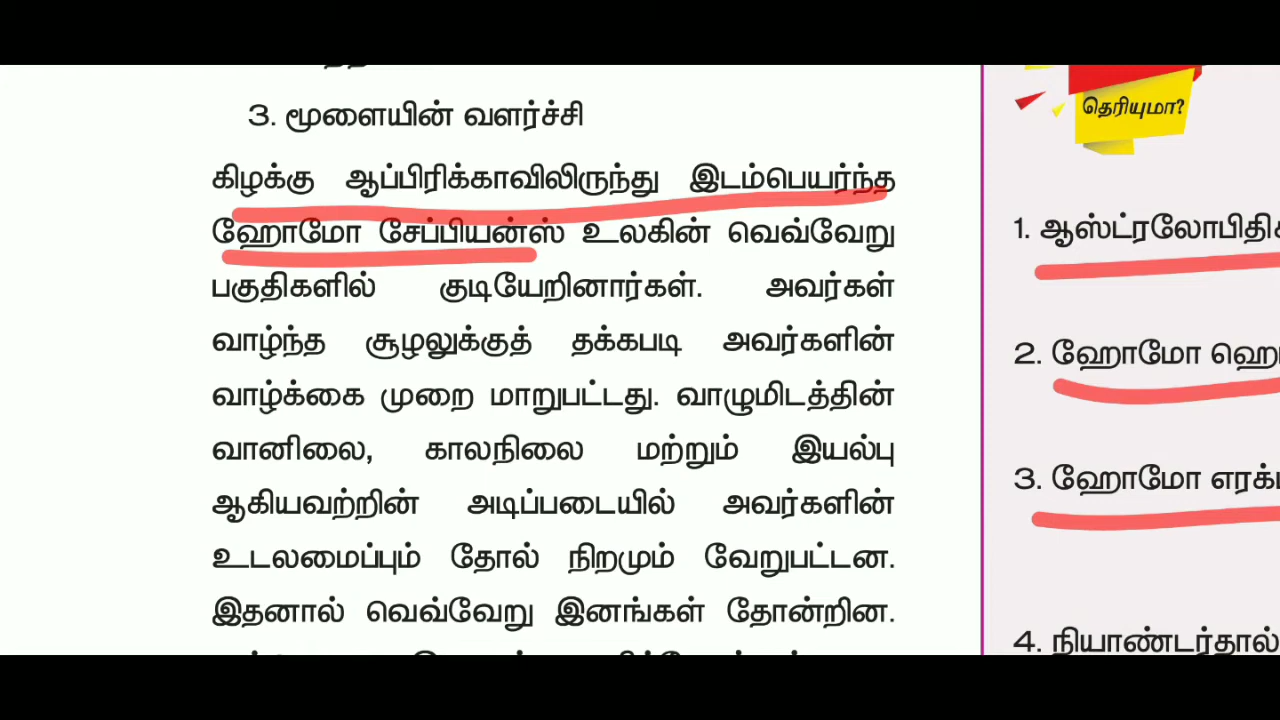 3. மூளையின் வளர்ச்சி
கிழக்கு ஆப்பிரிக்காவிலிருந்து இடம்பெயர்ந்த
ஹோமோ சேப்பியன்ஸ் உலகின் வெவ்வேறு
பகுதிகளில் குடியேறினார்கள். அவர்கள்
வாழ்ந்த சூழலுக்குத் தக்கபடி அவர்களின்
வாழ்க்கை முறை மாறுபட்டது. வாழுமிடத்தின்
வானிலை, காலநிலை மற்றும் இயல்பு
ஆகியவற்றின் அடிப்படையில் அவர்களின்
உடலமைப்பும் தோல் நிறமும் வேறுபட்டன.
இதனால் வெவ்வேறு இனங்கள் தோன்றின.
தெரியுமா?
1. ஆஸ்ட்ரலோபிதி
2. ஹோமோ
3. ஹோமோ
4. நியாண்டர்தால்